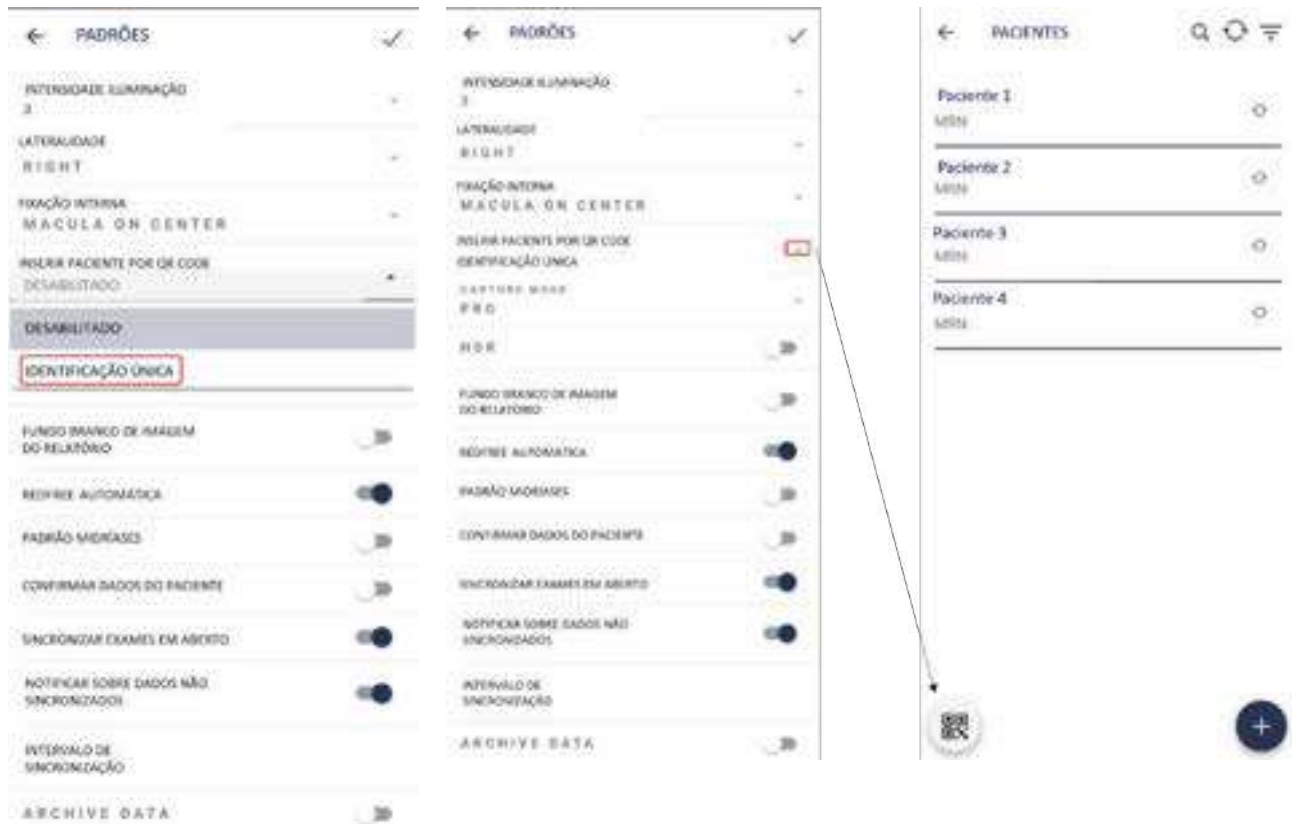 PADRÕES
INTENSIDADE ILUMINAÇÃO
3
LATERALIDADE
RIGHT
FIXAÇÃO INTERNA
MACULA ON CENTER
INSERIR PACIENTE POR QR CODE
DESABILITADO
DESABILITADO
IDENTIFICAÇÃO ÚNICA
FUNDO BRANCO DE IMAGEM
DO RELATÓRIO
REDFREE AUTOMÁTICA
PADRÃO MIDRÍASES
CONFIRMAR DADOS DO PACIENTE
SINCRONIZAR EXAMES EM ABERTO
NOTIFICAR SOBRE DADOS NÃO
SINCRONIZADOS
INTERVALO DE
SINCRONIZAÇÃO
ARCHIVE DATA
PADRÕES
INTENSIDADE ILUMINAÇÃO
3
LATERALIDADE
RIGHT
FIXAÇÃO INTERNA
MACULA ON CENTER
INSERIR PACIENTE POR QR CODE
IDENTIFICAÇÃO ÚNICA
CAPTURE MODE
PRO
HDR
FUNDO BRANCO DE IMAGEM
DO RELATÓRIO
REDFREE AUTOMÁTICA
PADRÃO MIDRÍASES
CONFIRMAR DADOS DO PACIENTE
SINCRONIZAR EXAMES EM ABERTO
NOTIFICAR SOBRE DADOS NÃO
SINCRONIZADOS
INTERVALO DE
SINCRONIZAÇÃO
ARCHIVE DATA
PACIENTES
Paciente 1
MRN
Paciente 2
MRN
Paciente 3
MRN
Paciente 4
MRN